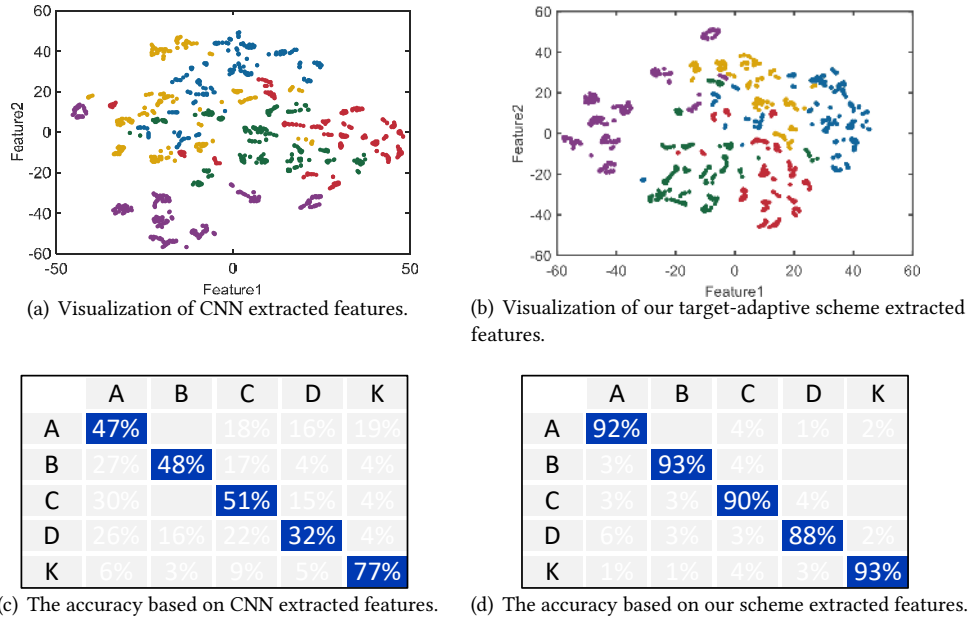 60
40
20
0
-20
-40
-60
Feature2
-50
0
50
Feature1
(a) Visualization of CNN extracted features.
60
40
20
0
-20
-40
-60
Feature2
-60
-40
-20
0
20
40
60
Feature1
(b) Visualization of our target-adaptive scheme extracted
features.
A B C D K
A 47% 18% 16% 19%
B 27% 48% 17% 4% 4%
C 30% 51% 15% 4%
D 26% 16% 22% 32% 4%
K 6% 3% 9% 5% 77%
(c) The accuracy based on CNN extracted features.
A B C D K
A 92% 4% 1% 2%
B 3% 93% 4%
C 3% 3% 90% 4%
D 6% 3% 3% 88% 2%
K 1% 1% 4% 3% 93%
(d) The accuracy based on our scheme extracted features.